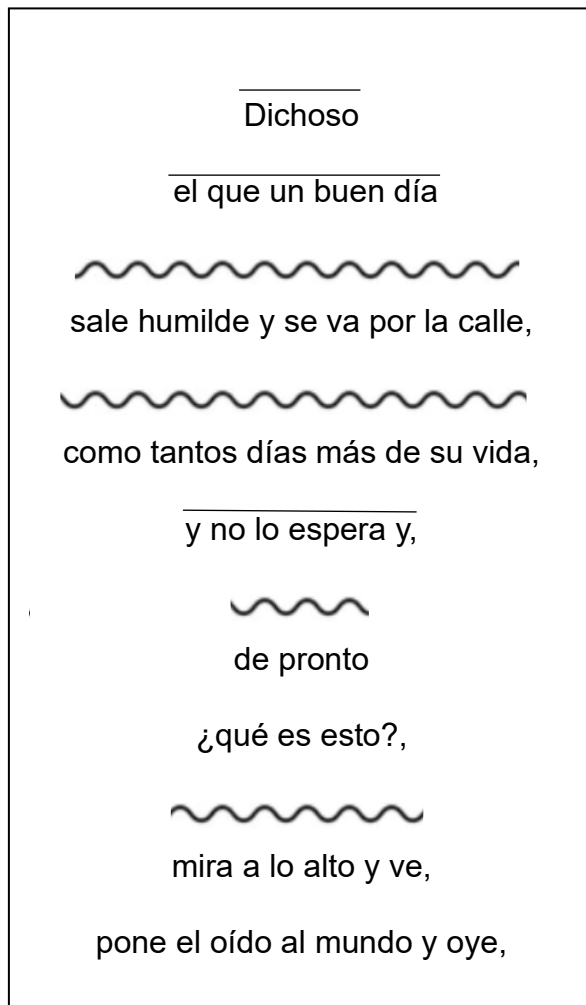 Dichoso
el que un buen día
sale humilde y se va por la calle,
como tantos días más de su vida,
y no lo espera y,
de pronto
¿qué es esto?,
mira a lo alto y ve,
pone el oído al mundo y oye,